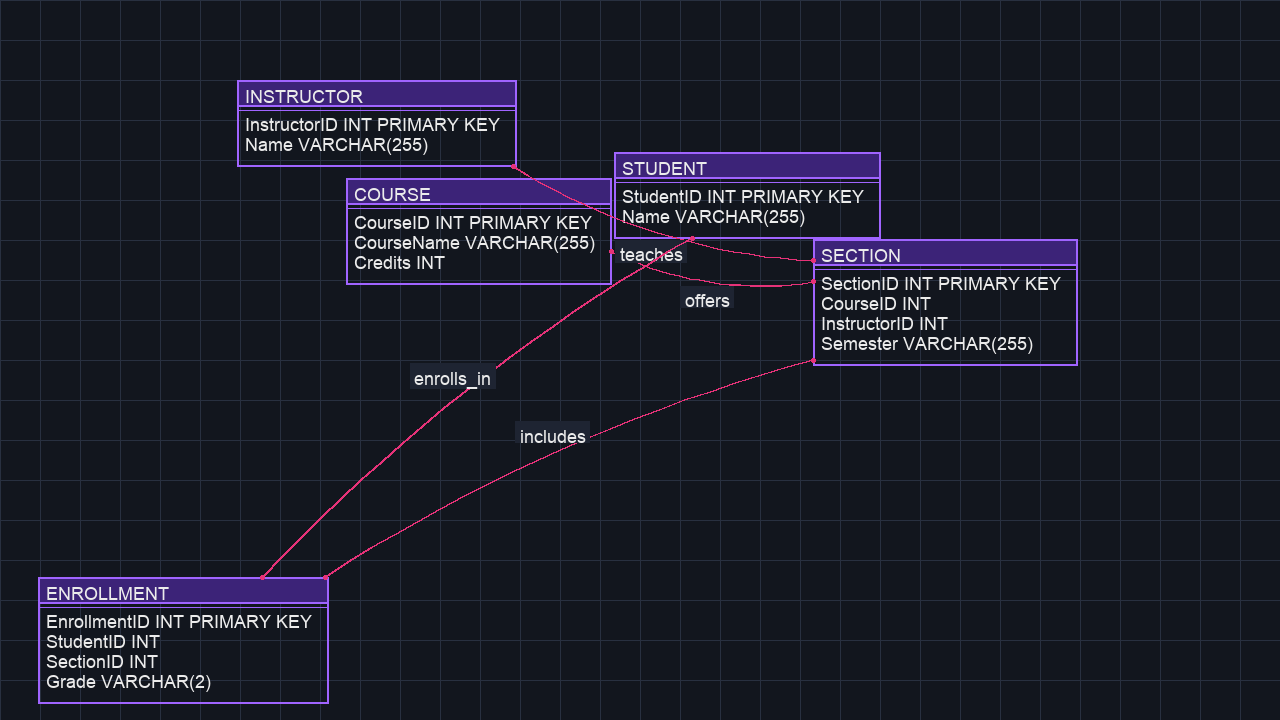 INSTRUCTOR
InstructorID INT PRIMARY KEY
Name VARCHAR(255)
COURSE
CourseID INT PRIMARY KEY
CourseName VARCHAR(255)
Credits INT
STUDENT
StudentID INT PRIMARY KEY
Name VARCHAR(255)
teaches
SECTION
SectionID INT PRIMARY KEY
CourseID INT
InstructorID INT
Semester VARCHAR(255)
offers
enrolls_in
includes
ENROLLMENT
EnrollmentID INT PRIMARY KEY
StudentID INT
SectionID INT
Grade VARCHAR(2)